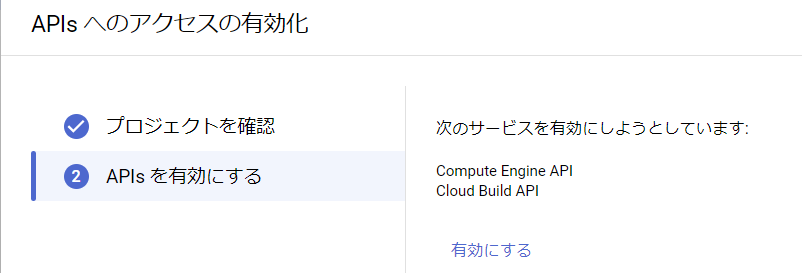 APIs へのアクセスの有効化
プロジェクトを確認
2 APIs を有効にする
次のサービスを有効にしようとしています:
Compute Engine API
Cloud Build API
有効にする